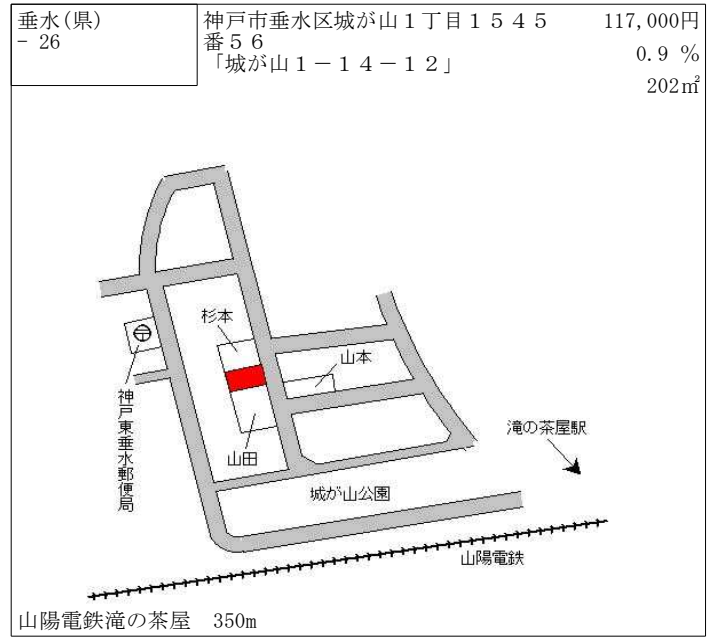 垂水(県)
- 26
神戸市垂水区城が山１丁目１５４５
番５６
「城が山１－１４－１２」
117,000円
0.9 %
202㎡
杉本
山本
神戸東垂水郵便局
山田
滝の茶屋駅
城が山公園
山陽電鉄
山陽電鉄滝の茶屋　350m